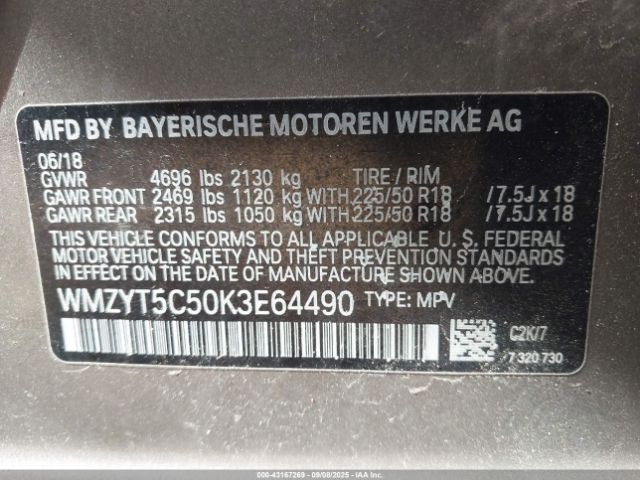 MFD BY BAYERISCHE MOTOREN WERKE AG
06/18
GVWR 4696 lbs 2130 kg TIRE / RIM
GAWR FRONT 2469 lbs 1120 kg WITH 225/50 R18 / 7.5J x 18
GAWR REAR 2315 lbs 1050 kg WITH 225/50 R18 / 7.5J x 18
THIS VEHICLE CONFORMS TO ALL APPLICABLE U. S. FEDERAL
MOTOR VEHICLE SAFETY AND THEFT PREVENTION STANDARDS
IN EFFECT ON THE DATE OF MANUFACTURE SHOWN ABOVE.
WMZYT5C50K3E64490 TYPE: MPV
C2K/7
7 320 730
000-43167269 - 09/08/2025 - COPYRIGHT IAA, LLC.